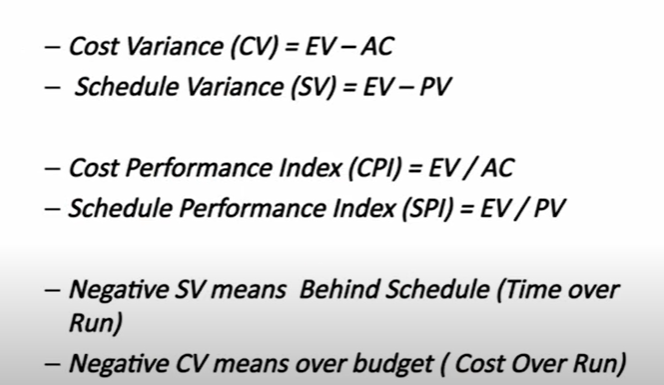 – Cost Variance (CV) = EV – AC
– Schedule Variance (SV) = EV – PV
– Cost Performance Index (CPI) = EV / AC
– Schedule Performance Index (SPI) = EV / PV
– Negative SV means Behind Schedule (Time over
Run)
– Negative CV means over budget ( Cost Over Run)